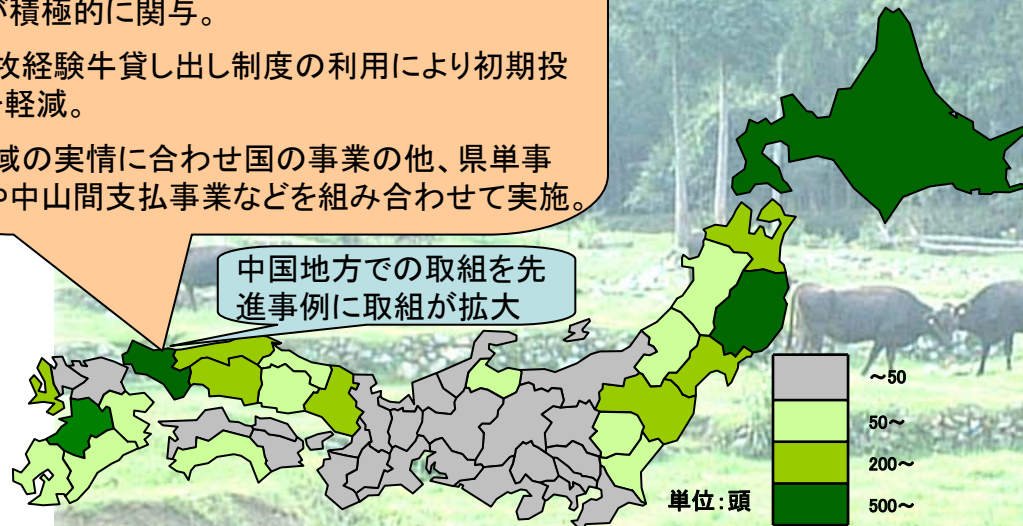 が積極的に関与。
放経験牛貸し出し制度の利用により初期投
を軽減。
域の実情に合わせ国の事業の他、県単事
や中山間支払事業などを組み合わせて実施。
中国地方での取組を先
進事例に取組が拡大
～50
50～
200～
単位:頭
500～